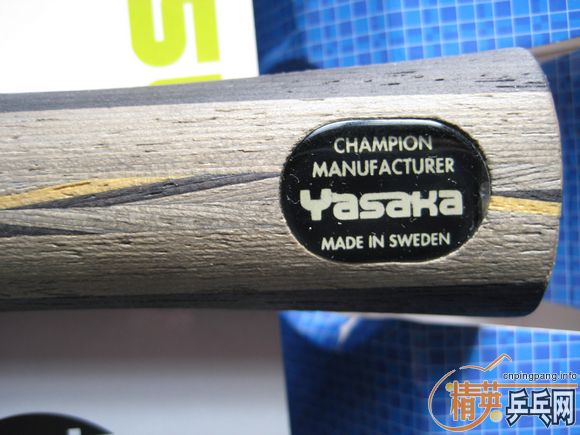 CHAMPION
MANUFACTURER
Yasaka
MADE IN SWEDEN
cnpingpang.info
精英乒乓网